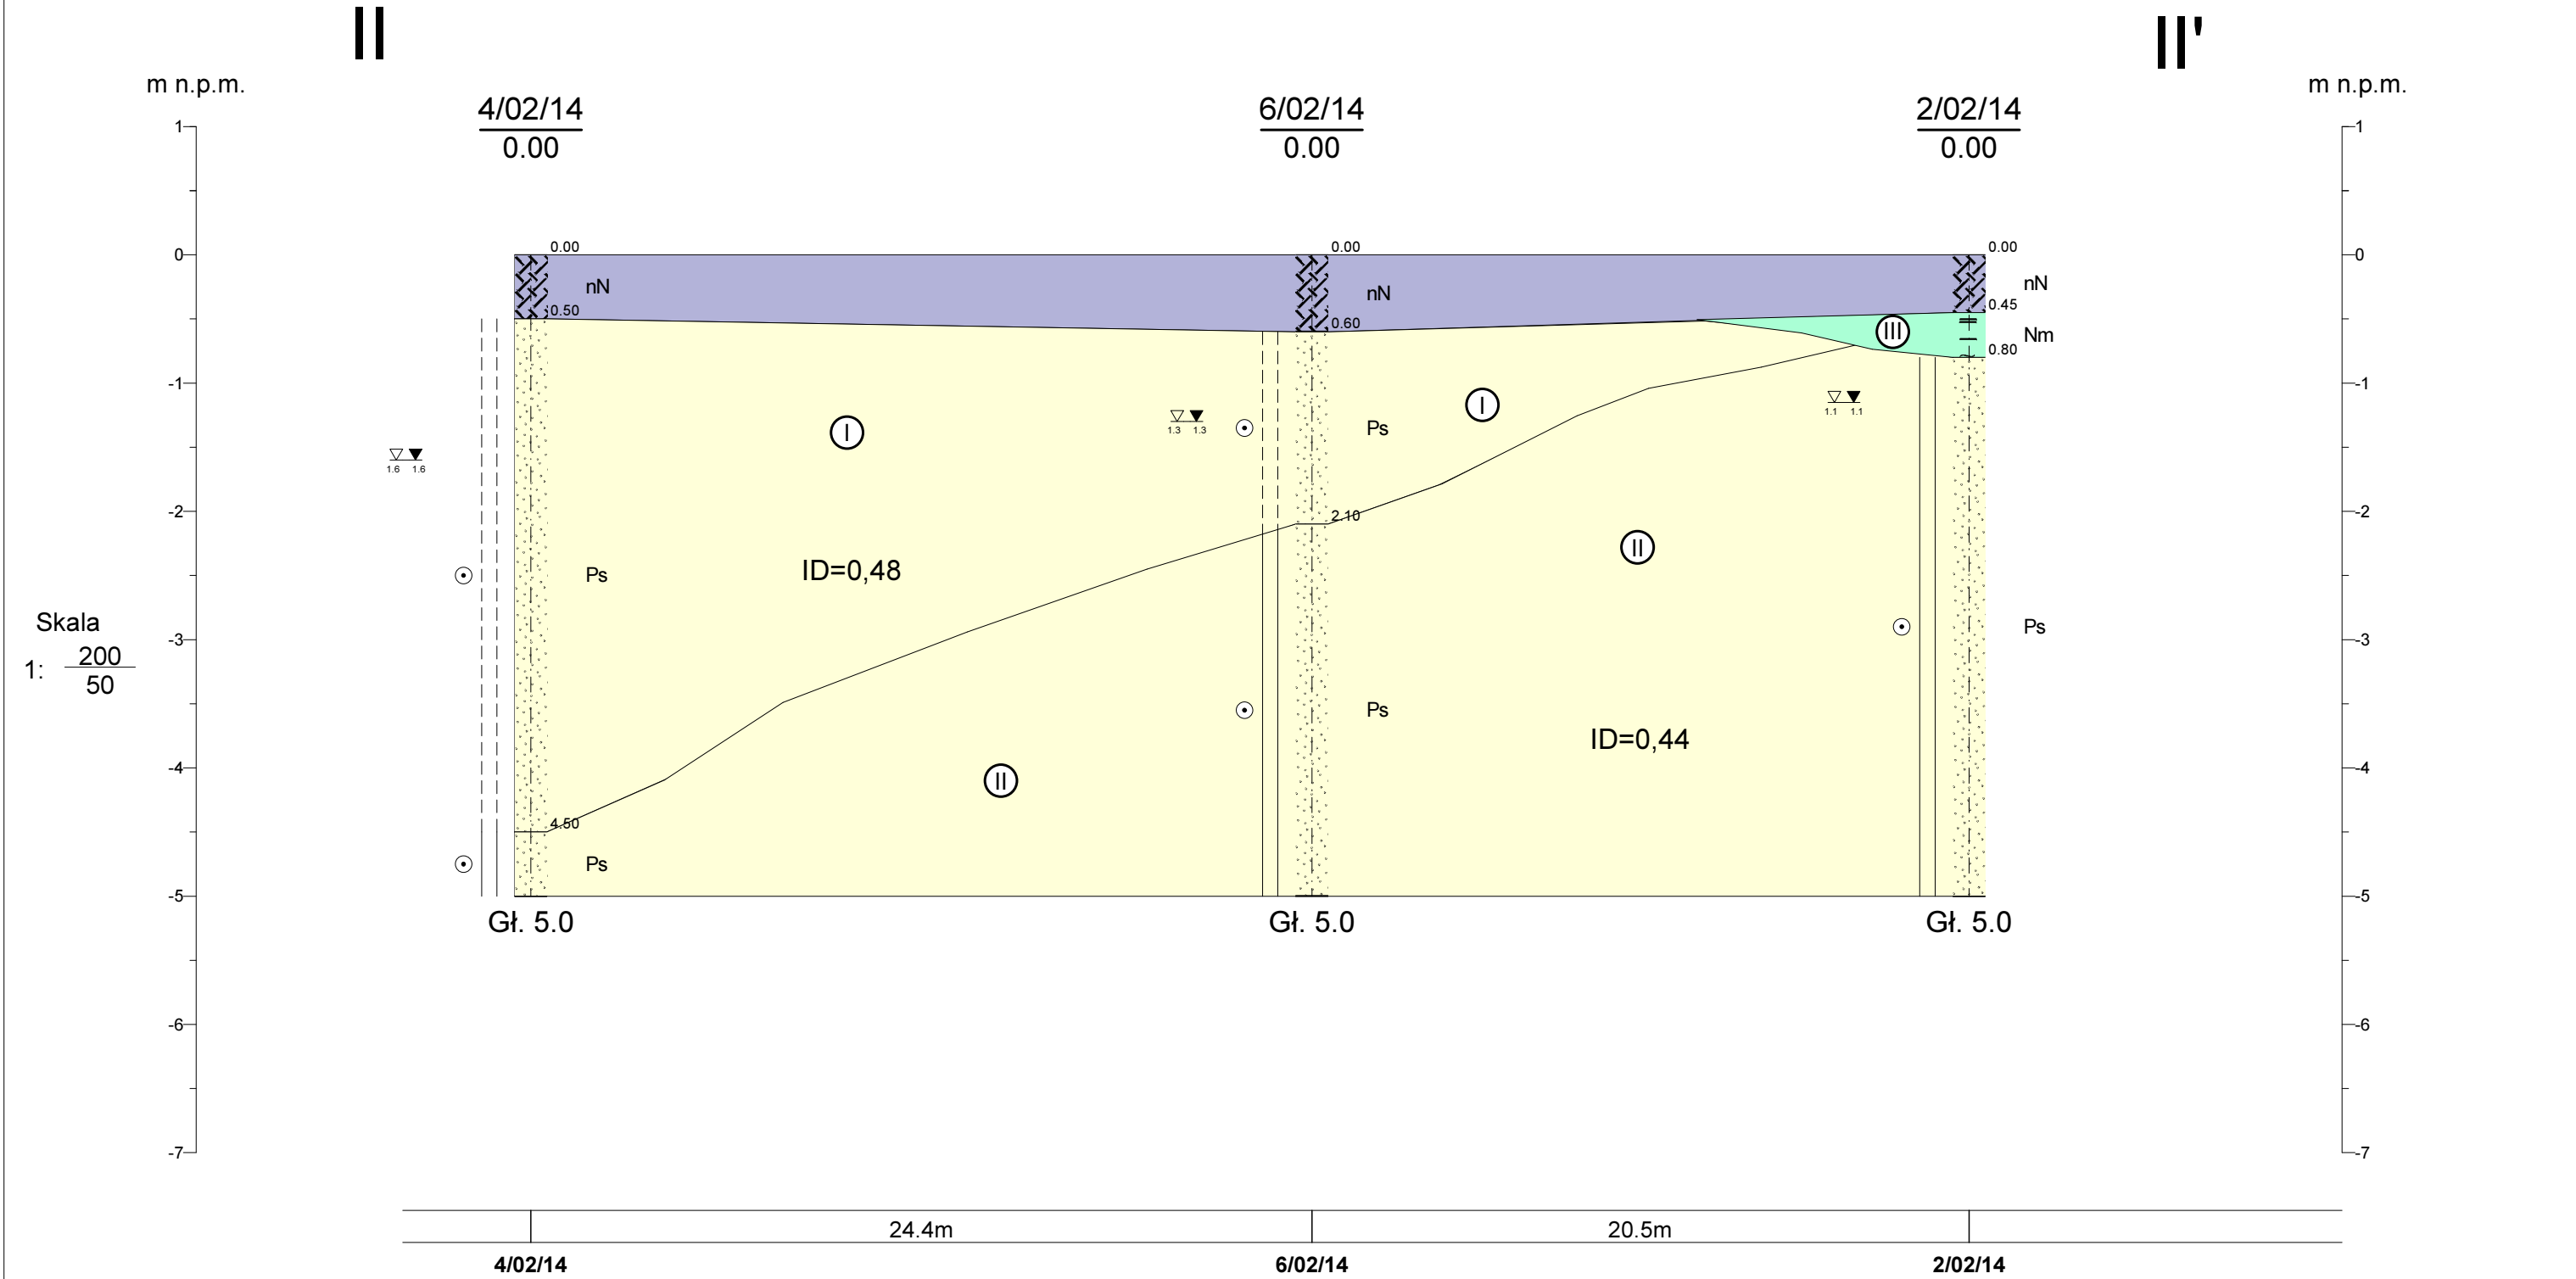 II II'
m n.p.m. m n.p.m.
4/02/14 6/02/14 2/02/14
0.00 0.00 0.00
1 1
0.00 0.00 0.00
0 0
nN nN nN
0.50 0.60 0.45
III Nm
0.80
-1 -1
1.1 1.1
I I
1.3 1.3 Ps
1.6 1.6
-2 -2
2.10
II
Ps ID=0,48
Skala
1: 200
50
-3 Ps -3
Ps
ID=0,44
-4 -4
II
4.50
Ps
-5 -5
Gł. 5.0 Gł. 5.0 Gł. 5.0
-6 -6
-7 -7
24.4m 20.5m
4/02/14 6/02/14 2/02/14